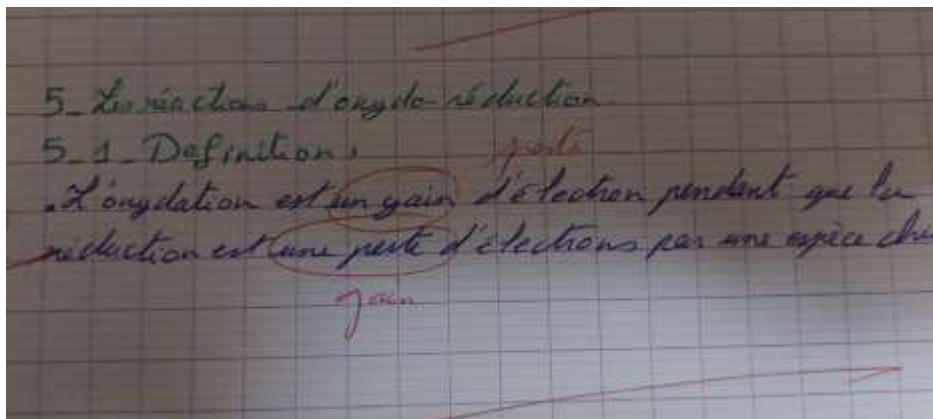 5_ Les réactions d'oxydo-réduction
5_1_ Definition
perte
.L'oxydation est un gain d'électron pendant que la
réduction est une perte d'électrons par une espèce chi
gain